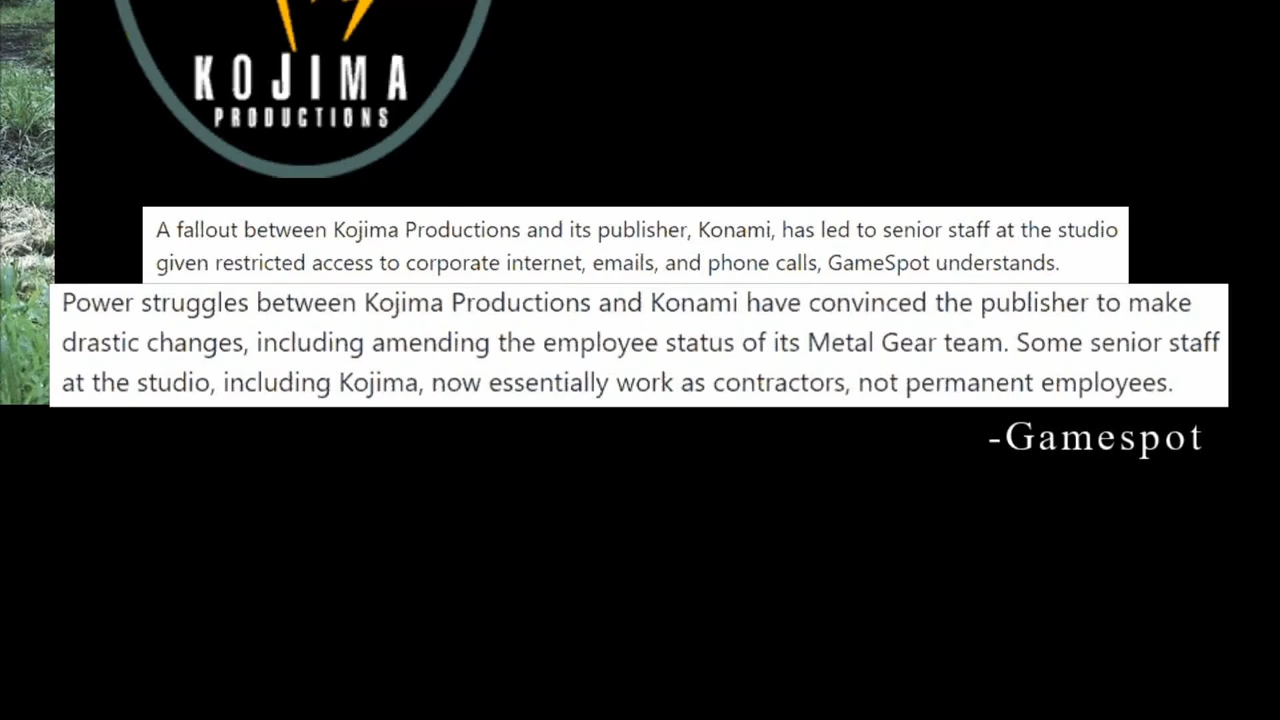 KOJIMA
PRODUCTIONS
A fallout between Kojima Productions and its publisher, Konami, has led to senior staff at the studio
given restricted access to corporate internet, emails, and phone calls, GameSpot understands.
Power struggles between Kojima Productions and Konami have convinced the publisher to make
drastic changes, including amending the employee status of its Metal Gear team. Some senior staff
at the studio, including Kojima, now essentially work as contractors, not permanent employees.
-Gamespot